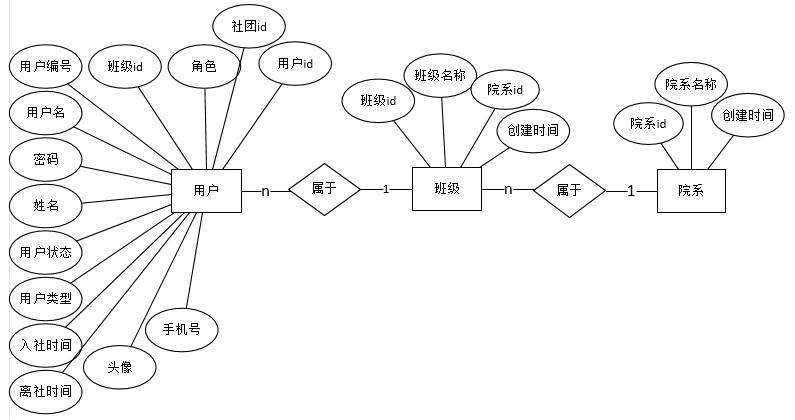 社团id
用户编号
班级id
角色
用户id
用户名
密码
姓名
用户状态
用户类型
入社时间
离社时间
头像
手机号
用户
n
属于
1
班级id
班级名称
院系id
创建时间
班级
n
属于
1
院系名称
院系id
创建时间
院系